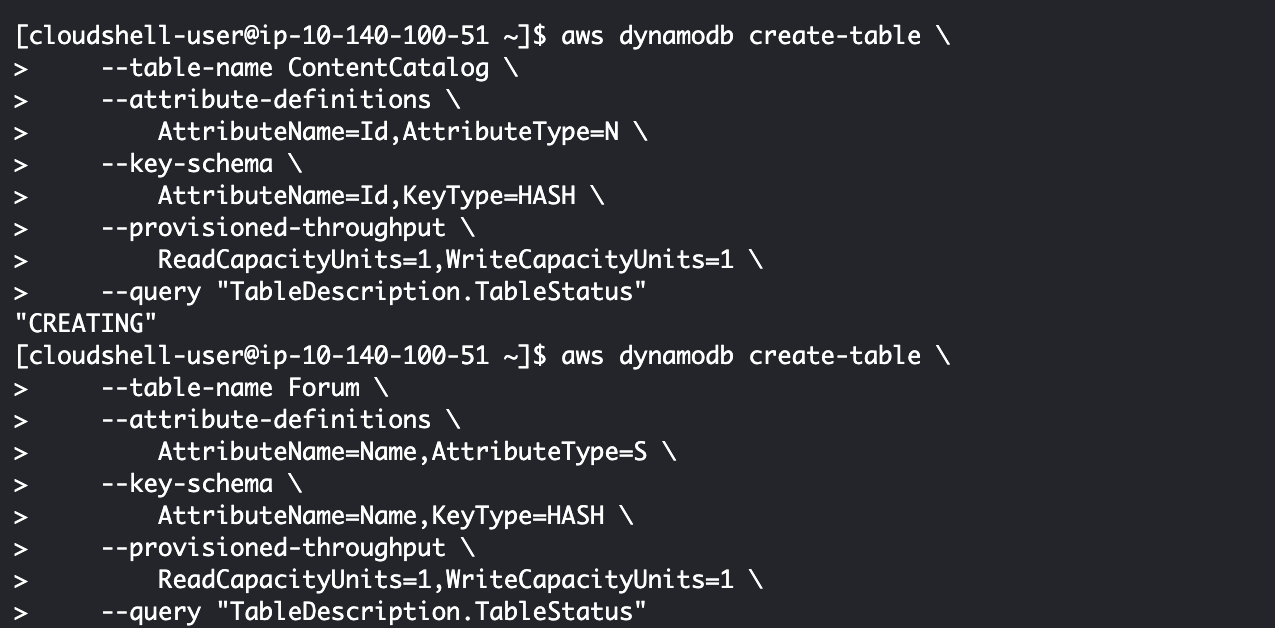 [cloudshell-user@ip-10-140-100-51 ~]$ aws dynamodb create-table \
>     --table-name ContentCatalog \
>     --attribute-definitions \
>         AttributeName=Id,AttributeType=N \
>     --key-schema \
>         AttributeName=Id,KeyType=HASH \
>     --provisioned-throughput \
>         ReadCapacityUnits=1,WriteCapacityUnits=1 \
>     --query "TableDescription.TableStatus"
"CREATING"
[cloudshell-user@ip-10-140-100-51 ~]$ aws dynamodb create-table \
>     --table-name Forum \
>     --attribute-definitions \
>         AttributeName=Name,AttributeType=S \
>     --key-schema \
>         AttributeName=Name,KeyType=HASH \
>     --provisioned-throughput \
>         ReadCapacityUnits=1,WriteCapacityUnits=1 \
>     --query "TableDescription.TableStatus"